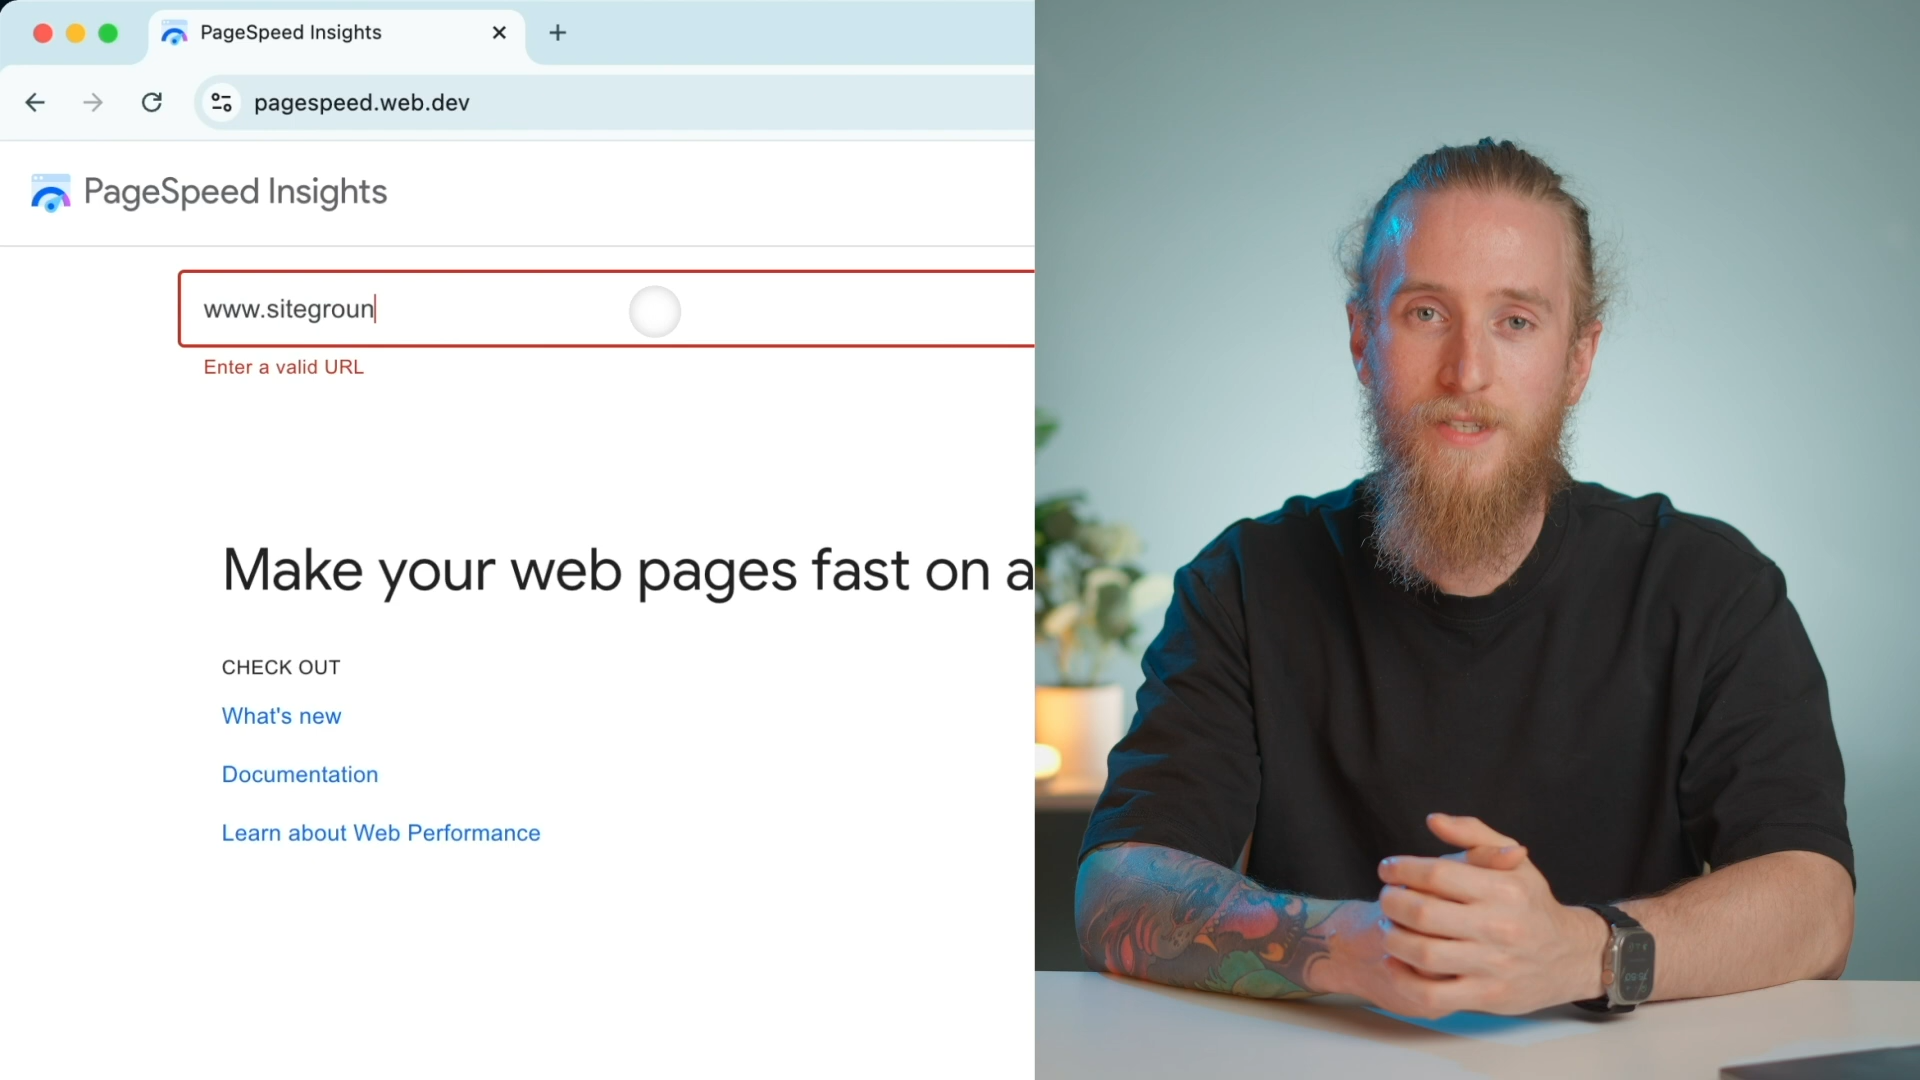 PageSpeed Insights
pagespeed.web.dev
PageSpeed Insights
www.sitegroun
Enter a valid URL
Make your web pages fast on a
CHECK OUT
What's new
Documentation
Learn about Web Performance